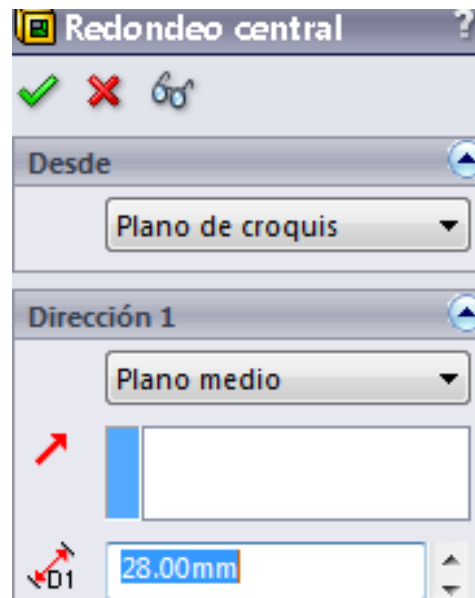 Redondeo central ?
Desde
Plano de croquis
Dirección 1
Plano medio
D1 28.00mm